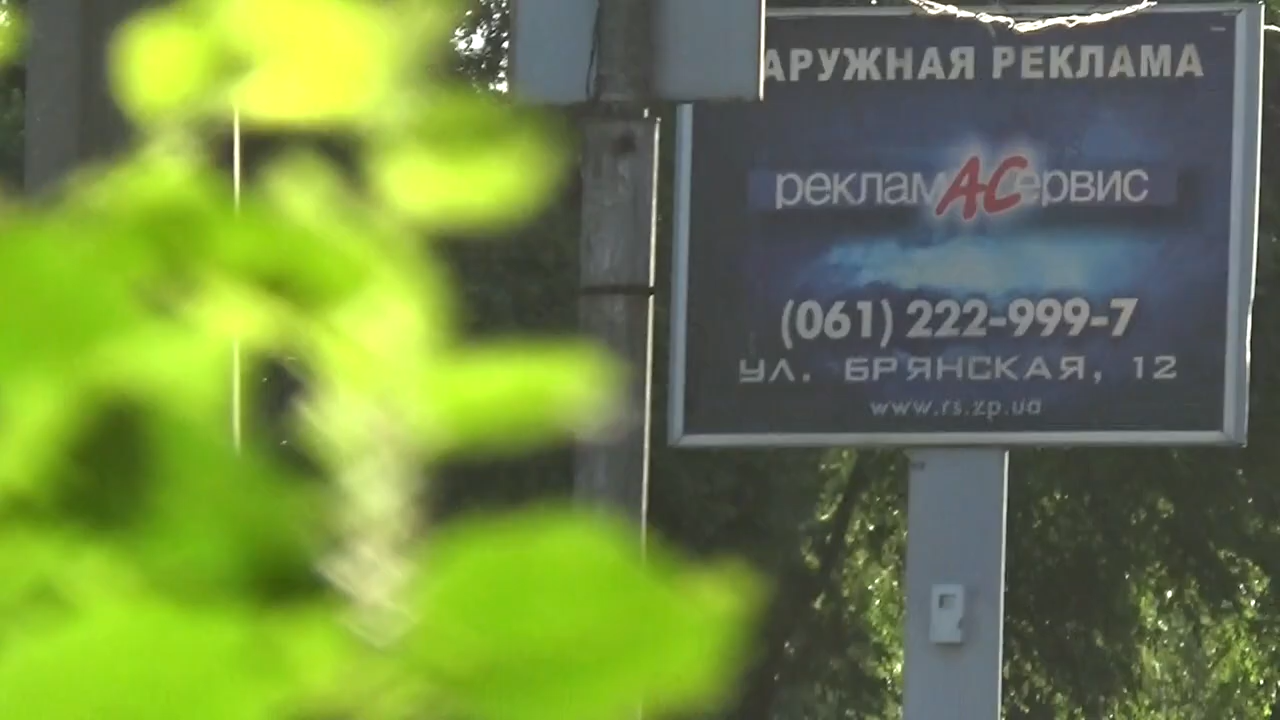 АРУЖНАЯ РЕКЛАМА
рекламАСервис
(061) 222-999-7
УЛ. БРЯНСКАЯ, 12
www.rs.zp.ua